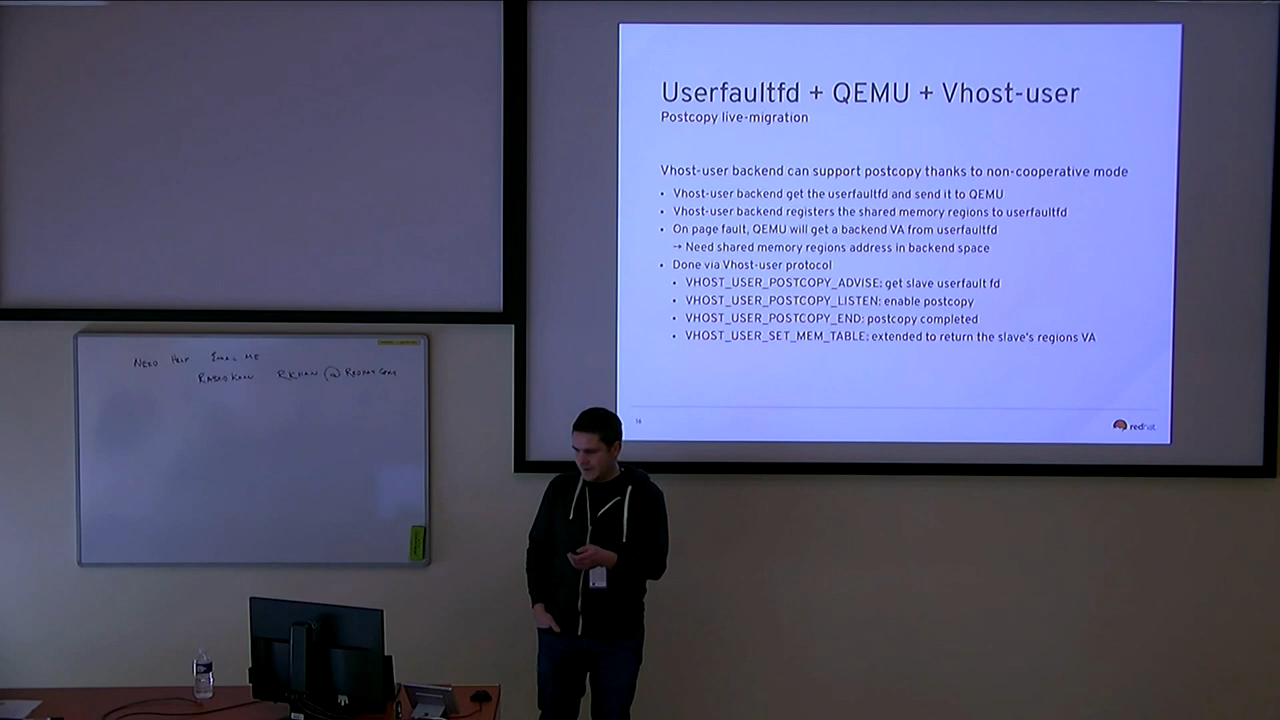 Userfaultfd + QEMU + Vhost-user
Postcopy live-migration
Vhost-user backend can support postcopy thanks to non-cooperative mode
• Vhost-user backend get the userfaultfd and send it to QEMU
• Vhost-user backend registers the shared memory regions to userfaultfd
• On page fault, QEMU will get a backend VA from userfaultfd
→ Need shared memory regions address in backend space
• Done via Vhost-user protocol
• VHOST_USER_POSTCOPY_ADVISE: get slave userfault fd
• VHOST_USER_POSTCOPY_LISTEN: enable postcopy
• VHOST_USER_POSTCOPY_END: postcopy completed
• VHOST_USER_SET_MEM_TABLE: extended to return the slave's regions VA
16
redhat
NEED HELP EMAIL ME
RKHAN @ REDHAT.COM